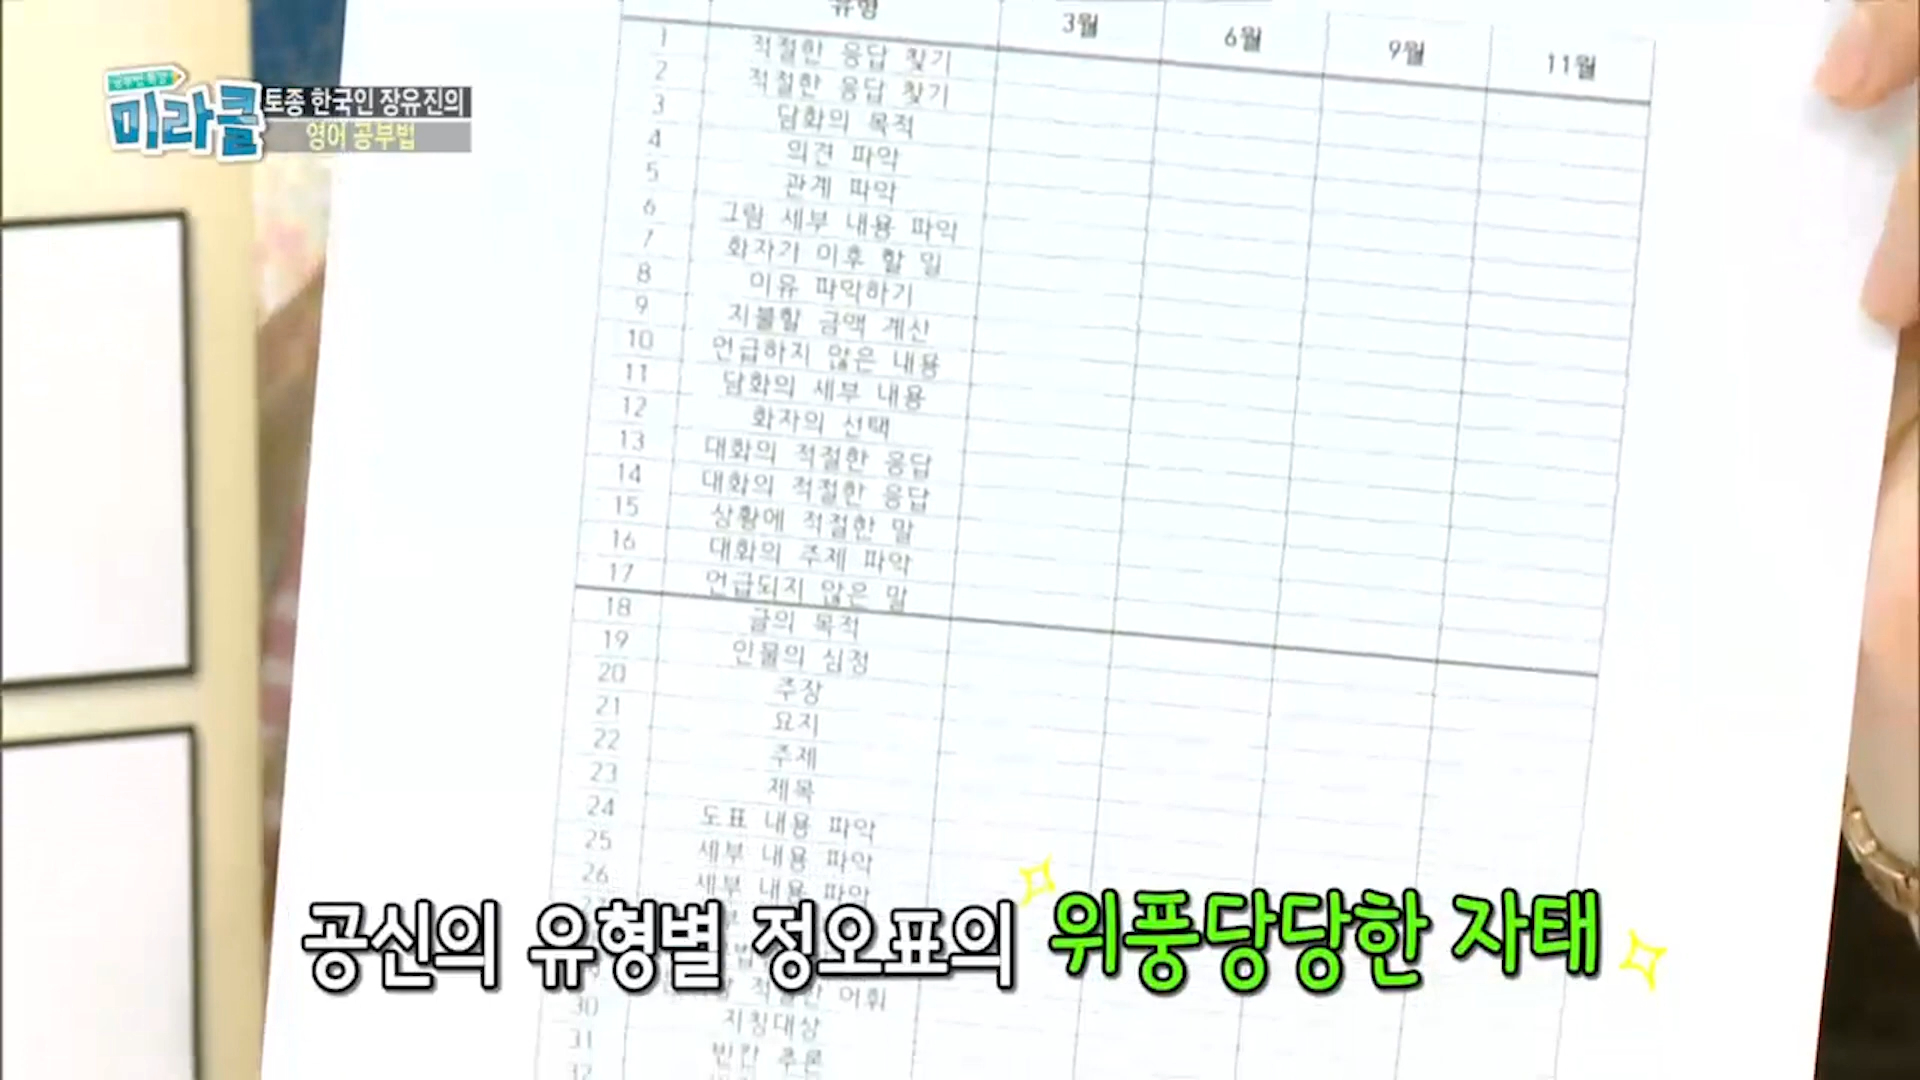 미라클
토종 한국인 장유진의
영어 공부법
유형 3월 6월 9월 11월
1 적절한 응답 찾기
2 적절한 응답 찾기
3 담화의 목적
4 의견 파악
5 관계 파악
6 그림 세부 내용 파악
7 화자가 이후 할 일
8 이유 파악하기
9 지불할 금액 계산
10 언급하지 않은 내용
11 담화의 세부 내용
12 화자의 선택
13 대화의 적절한 응답
14 대화의 적절한 응답
15 상황에 적절한 말
16 대화의 주제 파악
17 언급되지 않은 말
18 글의 목적
19 인물의 심정
20 주장
21 요지
22 주제
23 제목
24 도표 내용 파악
25 세부 내용 파악
26 세부 내용 파악
적절한 어휘
30 지칭대상
31 빈칸 추론
32
공신의 유형별 정오표의 위풍당당한 자태